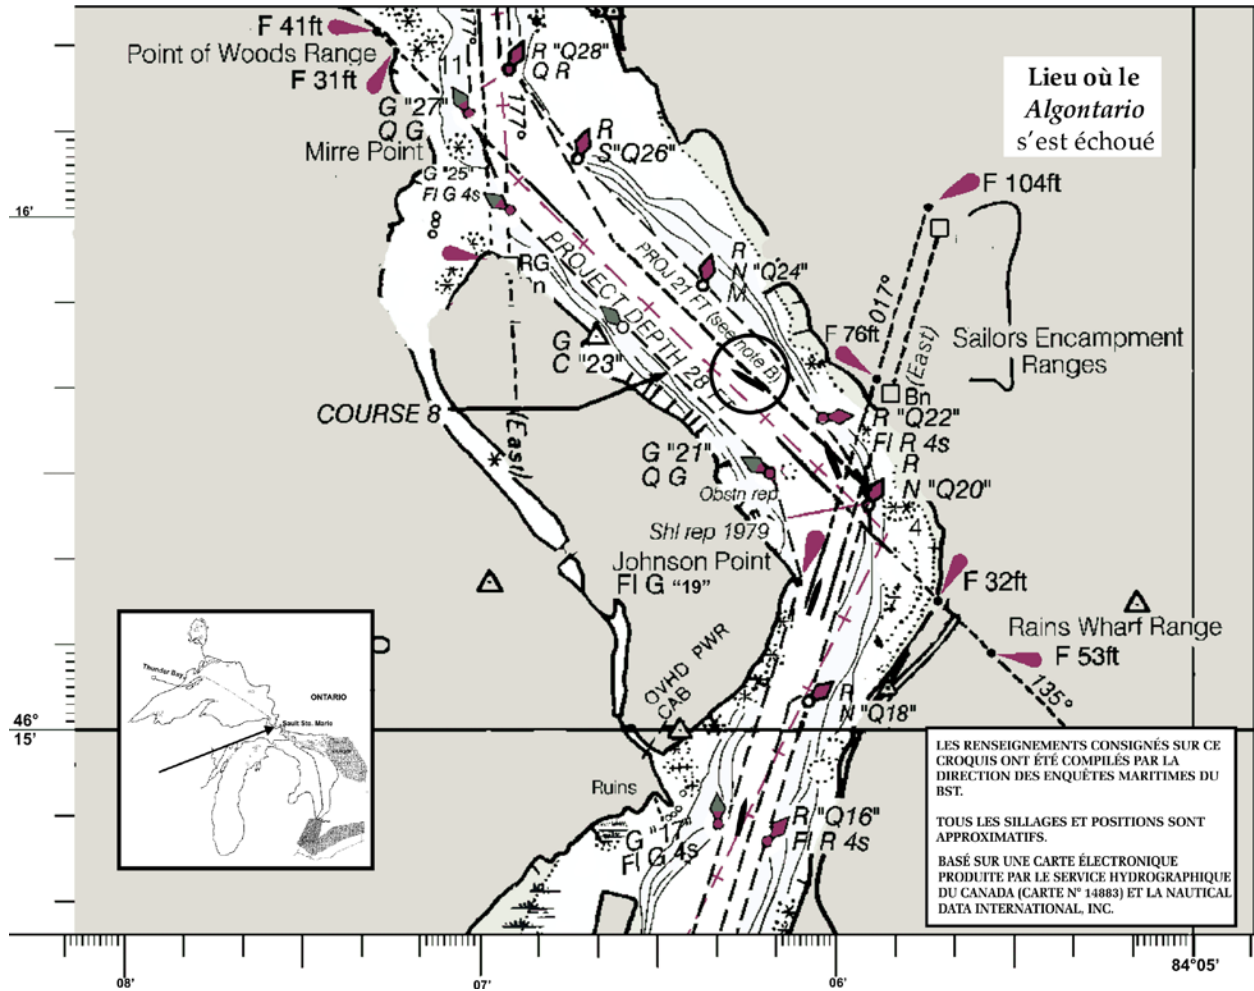 F 41ft
Point of Woods Range
F 31ft
11
177°
R "Q28"
Q R
177°
G "27"
Q G
Mirre Point
R
S"Q26"
G "25"
Fl G 4s
Lieu où le
Algontario
s'est échoué
F 104ft
16'
RG
Bn
PROJECT DEPTH 28 FT
PROJ 21 FT (see note B)
R
N "Q24"
M
017°
(East)
F 76ft
Sailors Encampment
Ranges
G
C "23"
Bn
COURSE 8
(East)
R "Q22"
Fl R 4s
G "21"
Q G
R
N "Q20"
Obstn rep
4
Shl rep 1979
Johnson Point
Fl G "19"
F 32ft
Rains Wharf Range
F 53ft
135°
OVHD PWR
CAB
R
N "Q18"
46°
15'
Thunder Bay
ONTARIO
Sault Ste. Marie
Ruins
G "17"
Fl G 4s
R "Q16"
Fl R 4s
LES RENSEIGNEMENTS CONSIGNÉS SUR CE
CROQUIS ONT ÉTÉ COMPILÉS PAR LA
DIRECTION DES ENQUÊTES MARITIMES DU
BST.
TOUS LES SILLAGES ET POSITIONS SONT
APPROXIMATIFS.
BASÉ SUR UNE CARTE ÉLECTRONIQUE
PRODUITE PAR LE SERVICE HYDROGRAPHIQUE
DU CANADA (CARTE N° 14883) ET LA NAUTICAL
DATA INTERNATIONAL, INC.
08'
07'
06'
84°05'